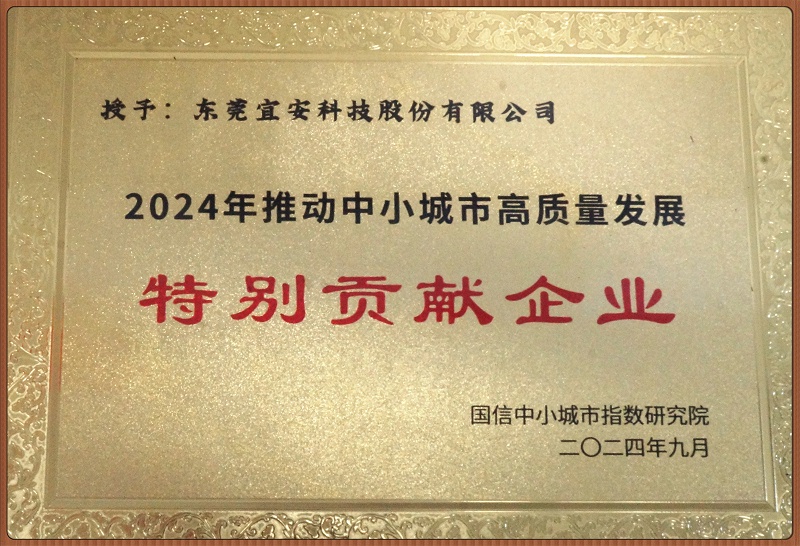 授予：东莞宜安科技股份有限公司
2024年推动中小城市高质量发展
特别贡献企业
国信中小城市指数研究院
二〇二四年九月